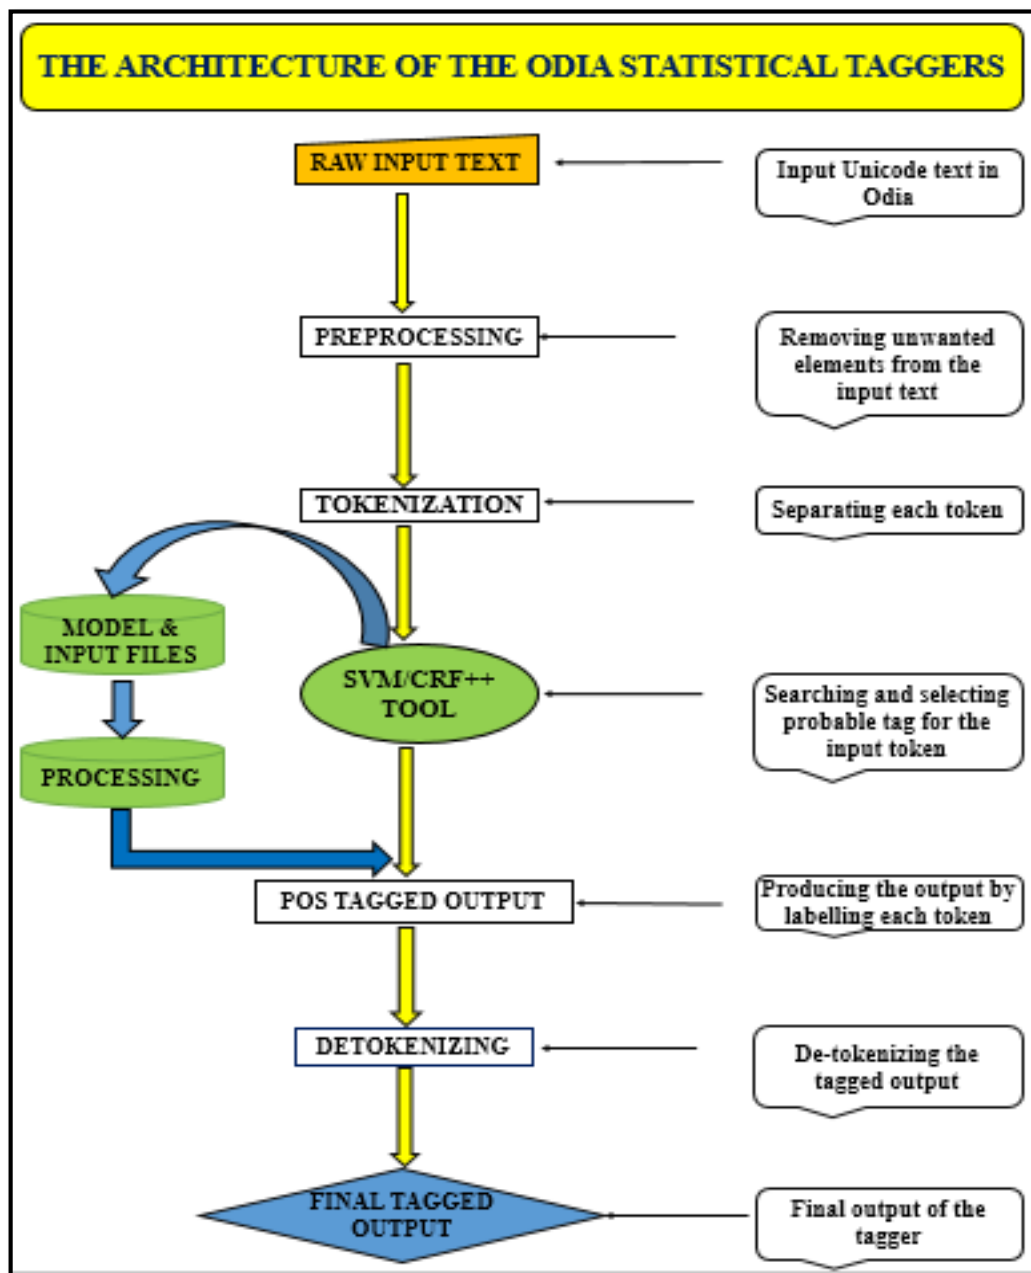 THE ARCHITECTURE OF THE ODIA STATISTICAL TAGGERS
RAW INPUT TEXT
Input Unicode text in
Odia
PREPROCESSING
Removing unwanted
elements from the
input text
TOKENIZATION
Separating each token
MODEL &
INPUT FILES
SVM/CRF++
TOOL
Searching and selecting
probable tag for the
input token
PROCESSING
POS TAGGED OUTPUT
Producing the output by
labelling each token
DETOKENIZING
De-tokenizing the
tagged output
FINAL TAGGED
OUTPUT
Final output of the
tagger